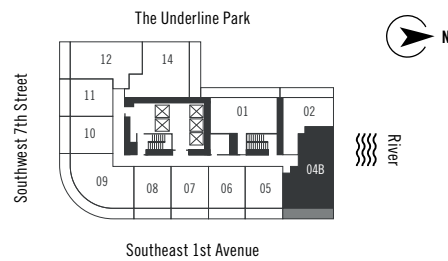 The Underline Park
N
12
14
11
01
02
10
Southwest 7th Street
River
04B
09
08
07
06
05
Southeast 1st Avenue